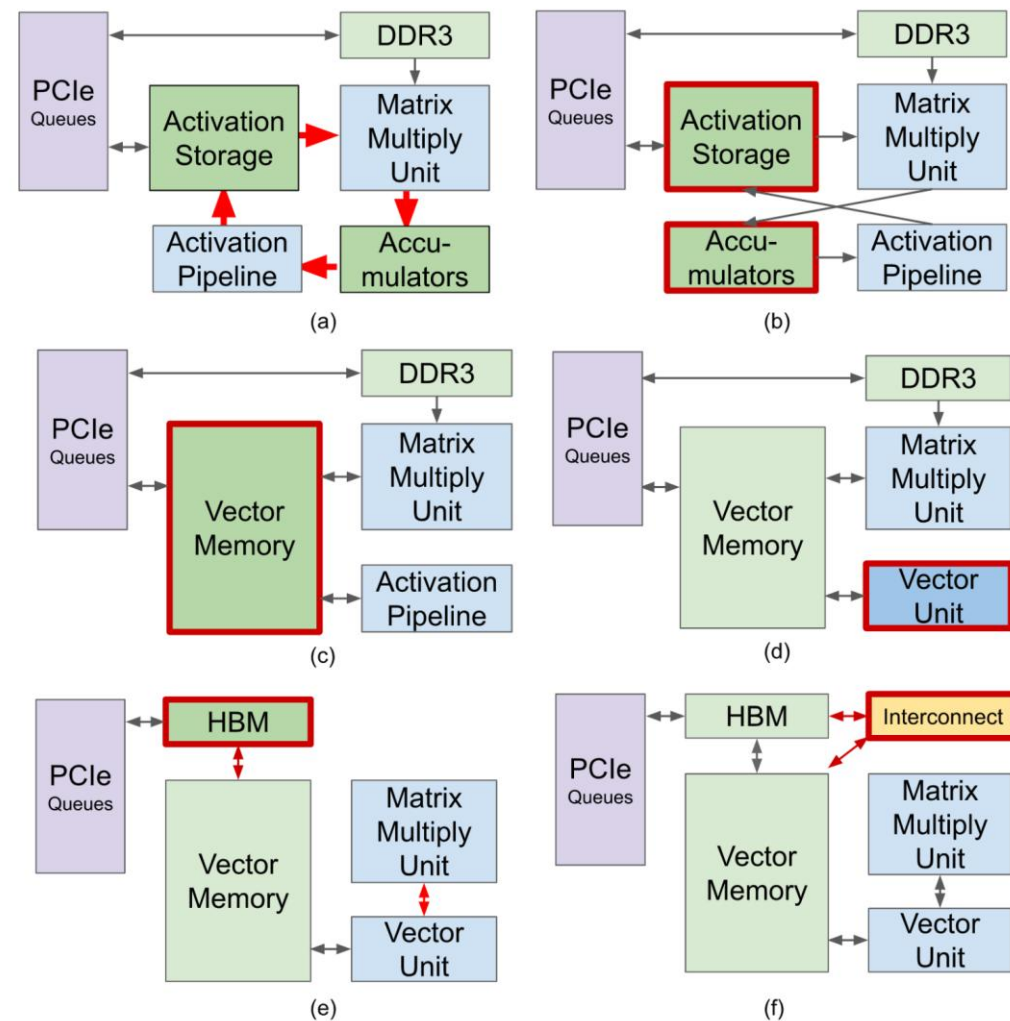 DDR3
PCIe
Queues
Activation
Storage
Matrix
Multiply
Unit
Activation
Pipeline
Accu-
mulators
(a)
DDR3
PCIe
Queues
Activation
Storage
Matrix
Multiply
Unit
Accu-
mulators
Activation
Pipeline
(b)
DDR3
PCIe
Queues
Vector
Memory
Matrix
Multiply
Unit
Activation
Pipeline
(c)
DDR3
PCIe
Queues
Vector
Memory
Matrix
Multiply
Unit
Vector
Unit
(d)
PCIe
Queues
HBM
Vector
Memory
Matrix
Multiply
Unit
Vector
Unit
(e)
PCIe
Queues
HBM
Interconnect
Vector
Memory
Matrix
Multiply
Unit
Vector
Unit
(f)